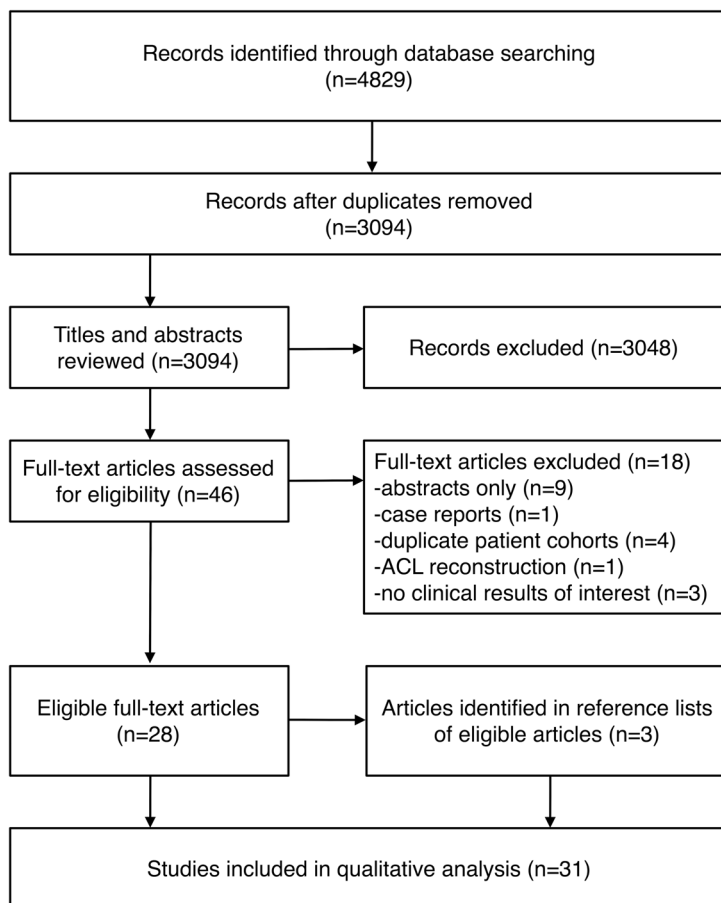 Records identified through database searching
(n=4829)
Records after duplicates removed
(n=3094)
Titles and abstracts
reviewed (n=3094)
Records excluded (n=3048)
Full-text articles assessed
for eligibility (n=46)
Full-text articles excluded (n=18)
-abstracts only (n=9)
-case reports (n=1)
-duplicate patient cohorts (n=4)
-ACL reconstruction (n=1)
-no clinical results of interest (n=3)
Eligible full-text articles
(n=28)
Articles identified in reference lists
of eligible articles (n=3)
Studies included in qualitative analysis (n=31)